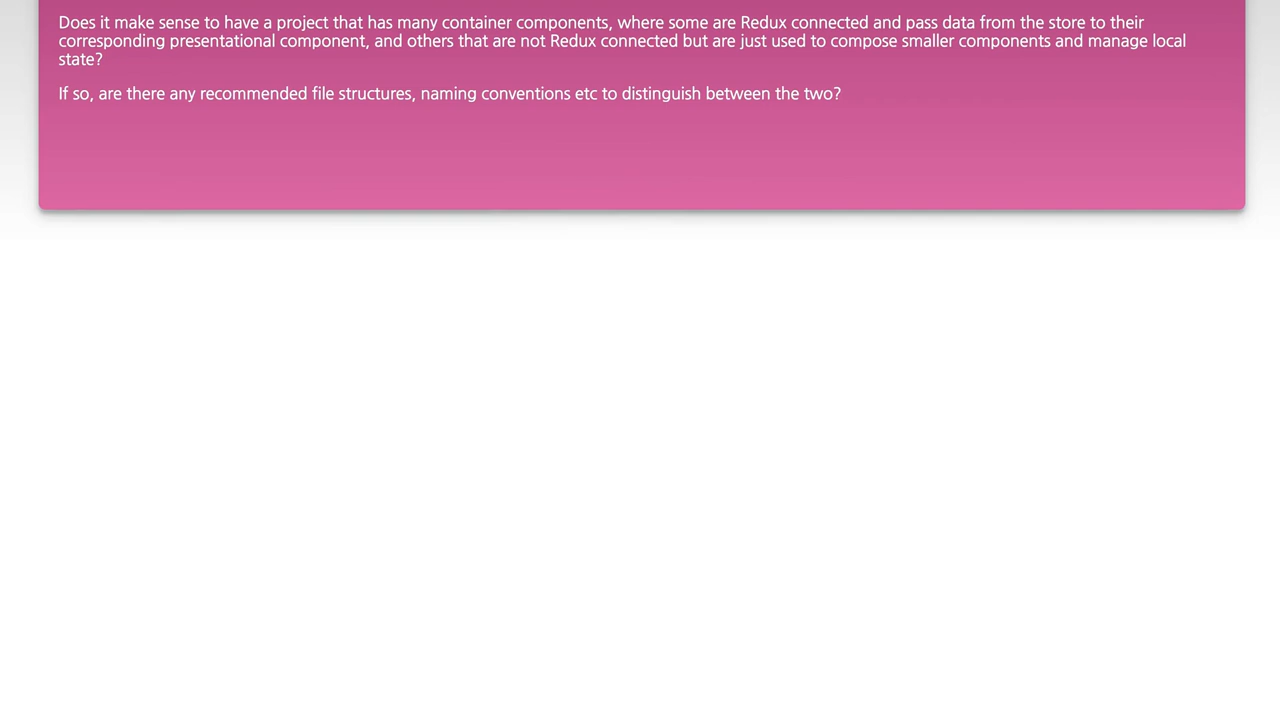 Does it make sense to have a project that has many container components, where some are Redux connected and pass data from the store to their
corresponding presentational component, and others that are not Redux connected but are just used to compose smaller components and manage local
state?
If so, are there any recommended file structures, naming conventions etc to distinguish between the two?